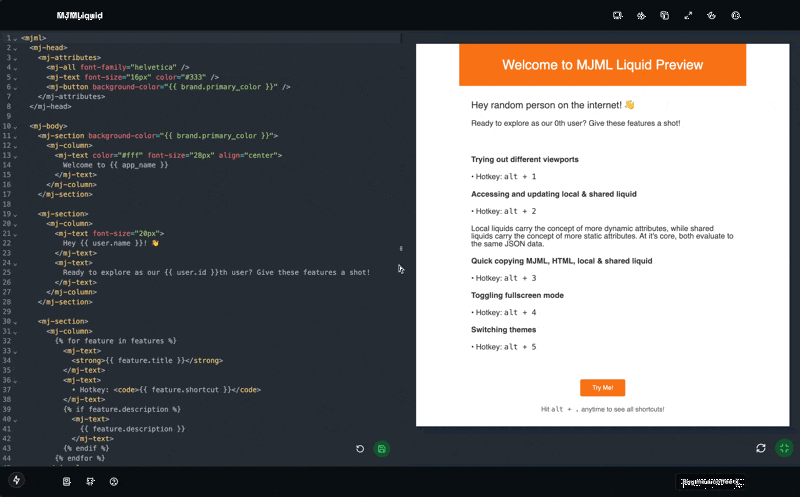 MJMLiquid
1 <mjml>
2 <mj-head>
3 <mj-attributes>
4 <mj-all font-family="helvetica" />
5 <mj-text font-size="16px" color="#333" />
6 <mj-button background-color="{{ brand.primary_color }}" />
7 </mj-attributes>
8 </mj-head>
9
10 <mj-body>
11 <mj-section background-color="{{ brand.primary_color }}">
12 <mj-column>
13 <mj-text color="#fff" font-size="28px" align="center">
14 Welcome to {{ app_name }}
15 </mj-text>
16 </mj-column>
17 </mj-section>
18
19 <mj-section>
20 <mj-column>
21 <mj-text font-size="20px">
22 Hey {{ user.name }}! 👋
23 </mj-text>
24 <mj-text>
25 Ready to explore as our {{ user.id }}th user? Give these features a shot!
26 </mj-text>
27 </mj-column>
28 </mj-section>
29
30 <mj-section>
31 <mj-column>
32 {% for feature in features %}
33 <mj-text>
34 <strong>{{ feature.title }}</strong>
35 </mj-text>
36 <mj-text>
37 • Hotkey: <code>{{ feature.shortcut }}</code>
38 </mj-text>
39 {% if feature.description %}
40 <mj-text>
41 {{ feature.description }}
42 </mj-text>
43 {% endif %}
44 {% endfor %}
Welcome to MJML Liquid Preview
Hey random person on the internet! 👋
Ready to explore as our 0th user? Give these features a shot!
Trying out different viewports
• Hotkey: alt + 1
Accessing and updating local & shared liquid
• Hotkey: alt + 2
Local liquids carry the concept of more dynamic attributes, while shared
liquids carry the concept of more static attributes. At it's core, both evaluate to
the same JSON data.
Quick copying MJML, HTML, local & shared liquid
• Hotkey: alt + 3
Toggling fullscreen mode
• Hotkey: alt + 4
Switching themes
• Hotkey: alt + 5
Try Me!
Hit alt + . anytime to see all shortcuts!